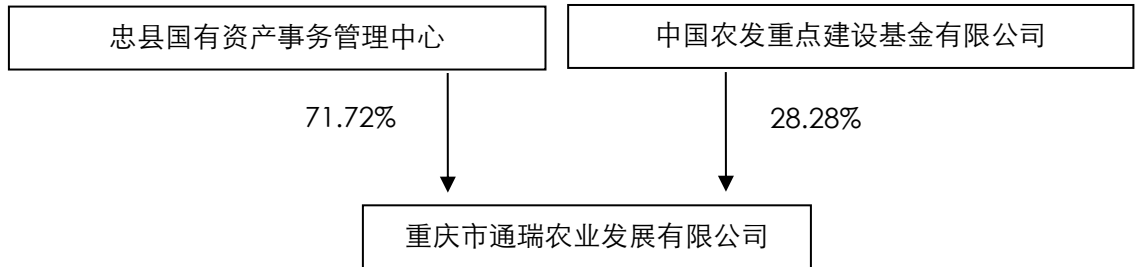 忠县国有资产事务管理中心
中国农发重点建设基金有限公司
71.72%
28.28%
重庆市通瑞农业发展有限公司